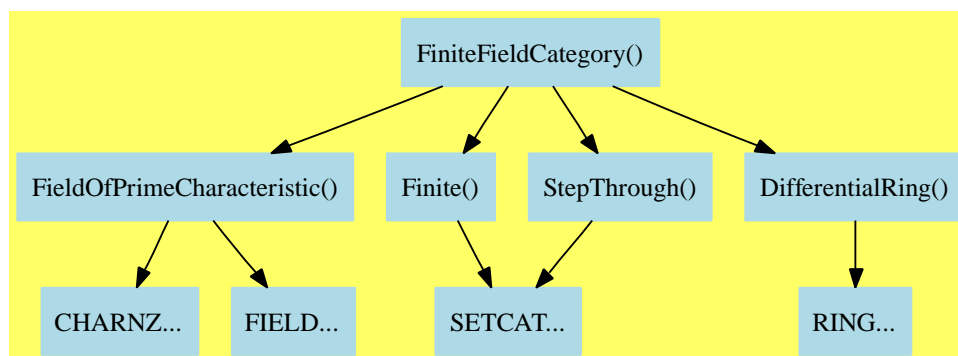 FiniteFieldCategory()
FieldOfPrimeCharacteristic()
Finite()
StepThrough()
DifferentialRing()
CHARNZ...
FIELD...
SETCAT...
RING...